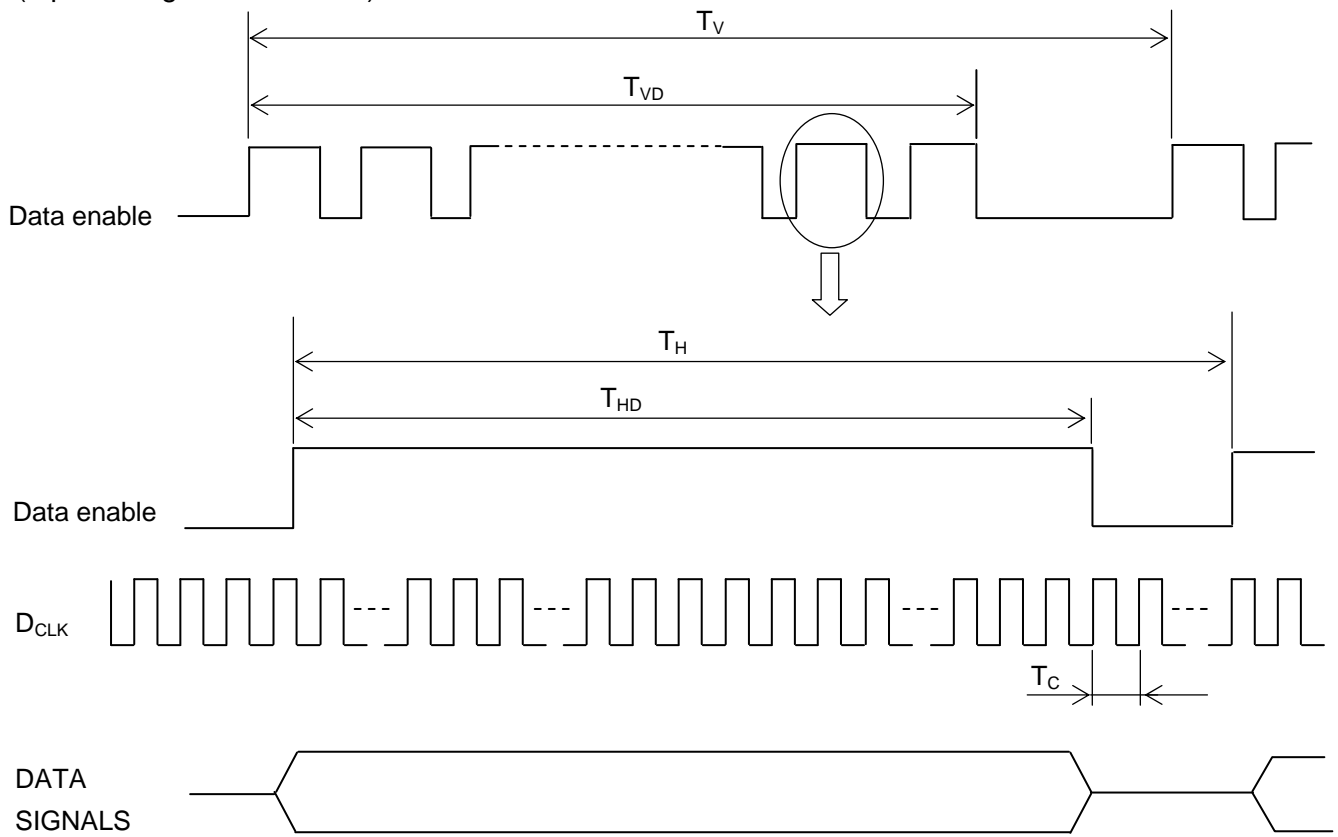 T_V
T_VD
Data enable
T_H
T_HD
Data enable
D_CLK
T_C
DATA
SIGNALS